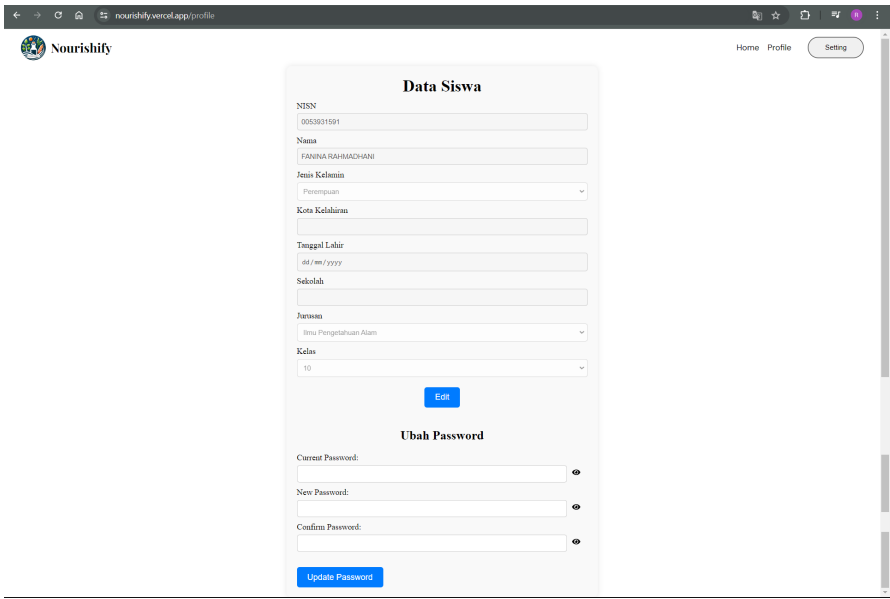 nourishify.vercel.app/profile
R
Nourishify
Home Profile Setting
Data Siswa
NISN
0053931591
Nama
FANINA RAHMADHANI
Jenis Kelamin
Perempuan
Kota Kelahiran
Tanggal Lahir
dd/mm/yyyy
Sekolah
Jurusan
Ilmu Pengetahuan Alam
Kelas
10
Edit
Ubah Password
Current Password:
New Password:
Confirm Password:
Update Password